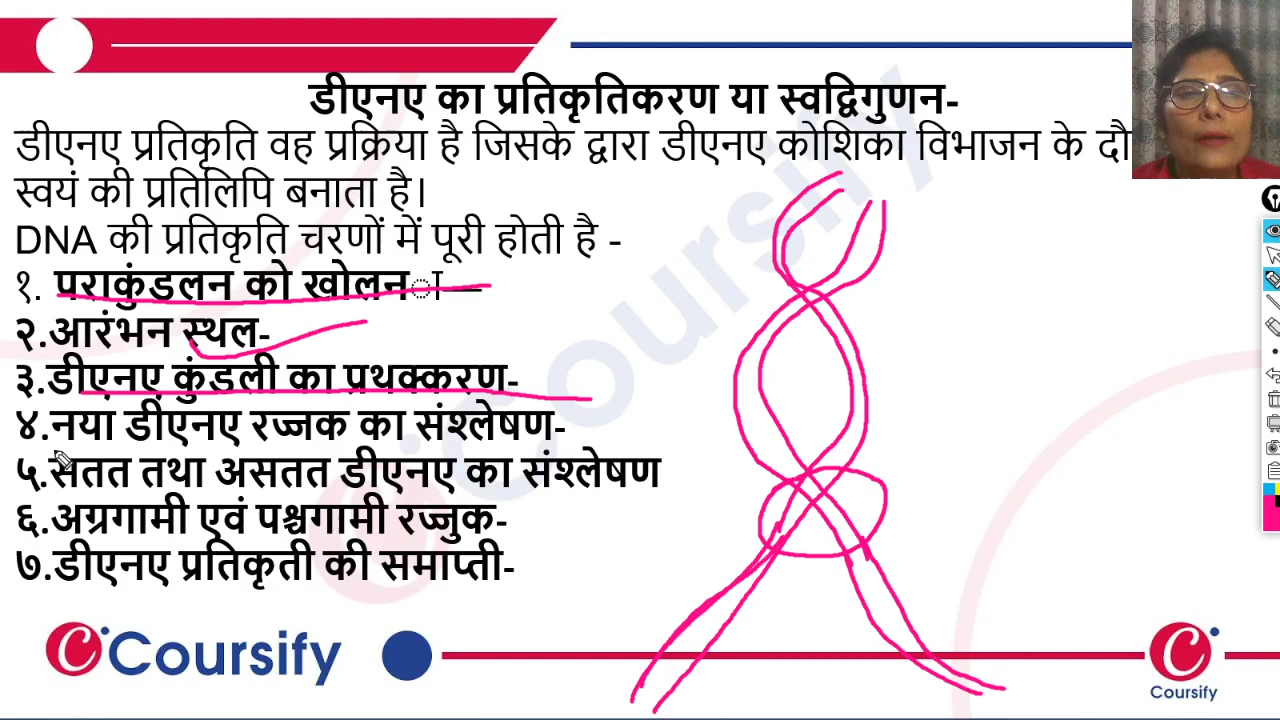 डीएनए का प्रतिकृतिकरण या स्वद्विगुणन-
डीएनए प्रतिकृति वह प्रक्रिया है जिसके द्वारा डीएनए कोशिका विभाजन के दौ
स्वयं की प्रतिलिपि बनाता है।
DNA की प्रतिकृति चरणों में पूरी होती है -
१. पराकुंडलन को खोलना—
२.आरंभन स्थल-
३.डीएनए कुंडली का प्रथक्करण-
४.नया डीएनए रज्जक का संश्लेषण-
५.सतत तथा असतत डीएनए का संश्लेषण
६.अग्रगामी एवं पश्चगामी रज्जुक-
७.डीएनए प्रतिकृती की समाप्ती-
Coursify
Coursify
Coursify